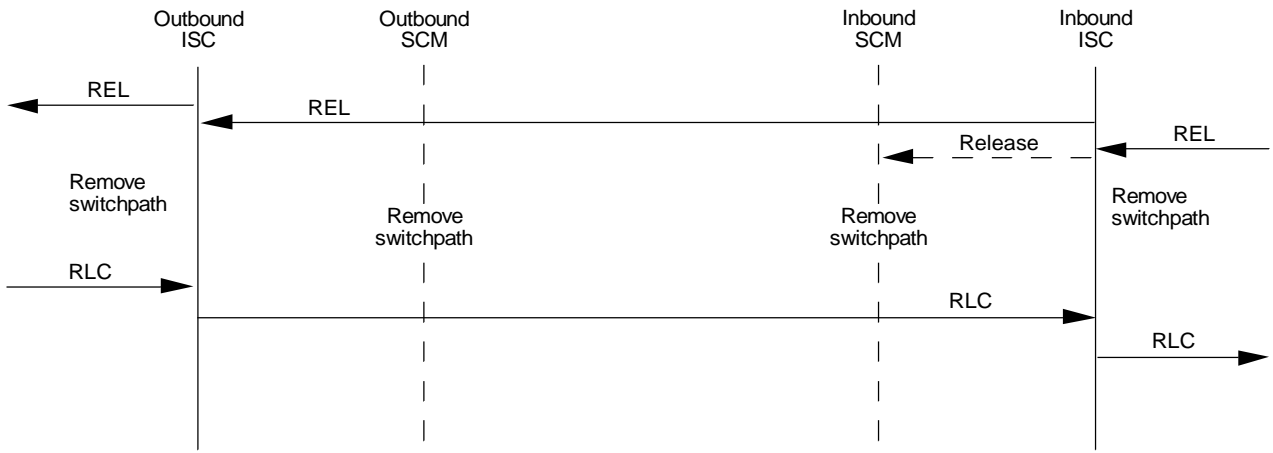 Outbound
ISC
Outbound
SCM
Inbound
SCM
Inbound
ISC
REL
REL
Release
REL
Remove
switchpath
Remove
switchpath
Remove
switchpath
Remove
switchpath
RLC
RLC
RLC